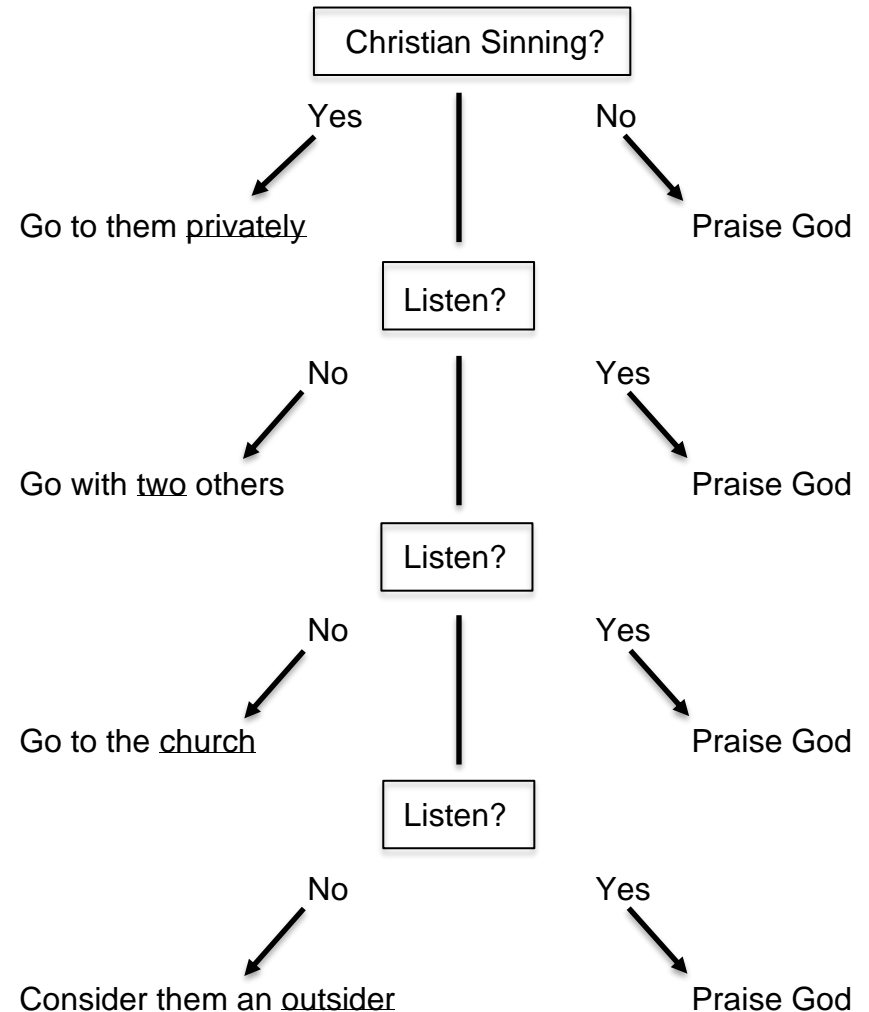 Christian Sinning?
Yes No
Go to them privately Praise God
Listen?
No Yes
Go with two others Praise God
Listen?
No Yes
Go to the church Praise God
Listen?
No Yes
Consider them an outsider Praise God